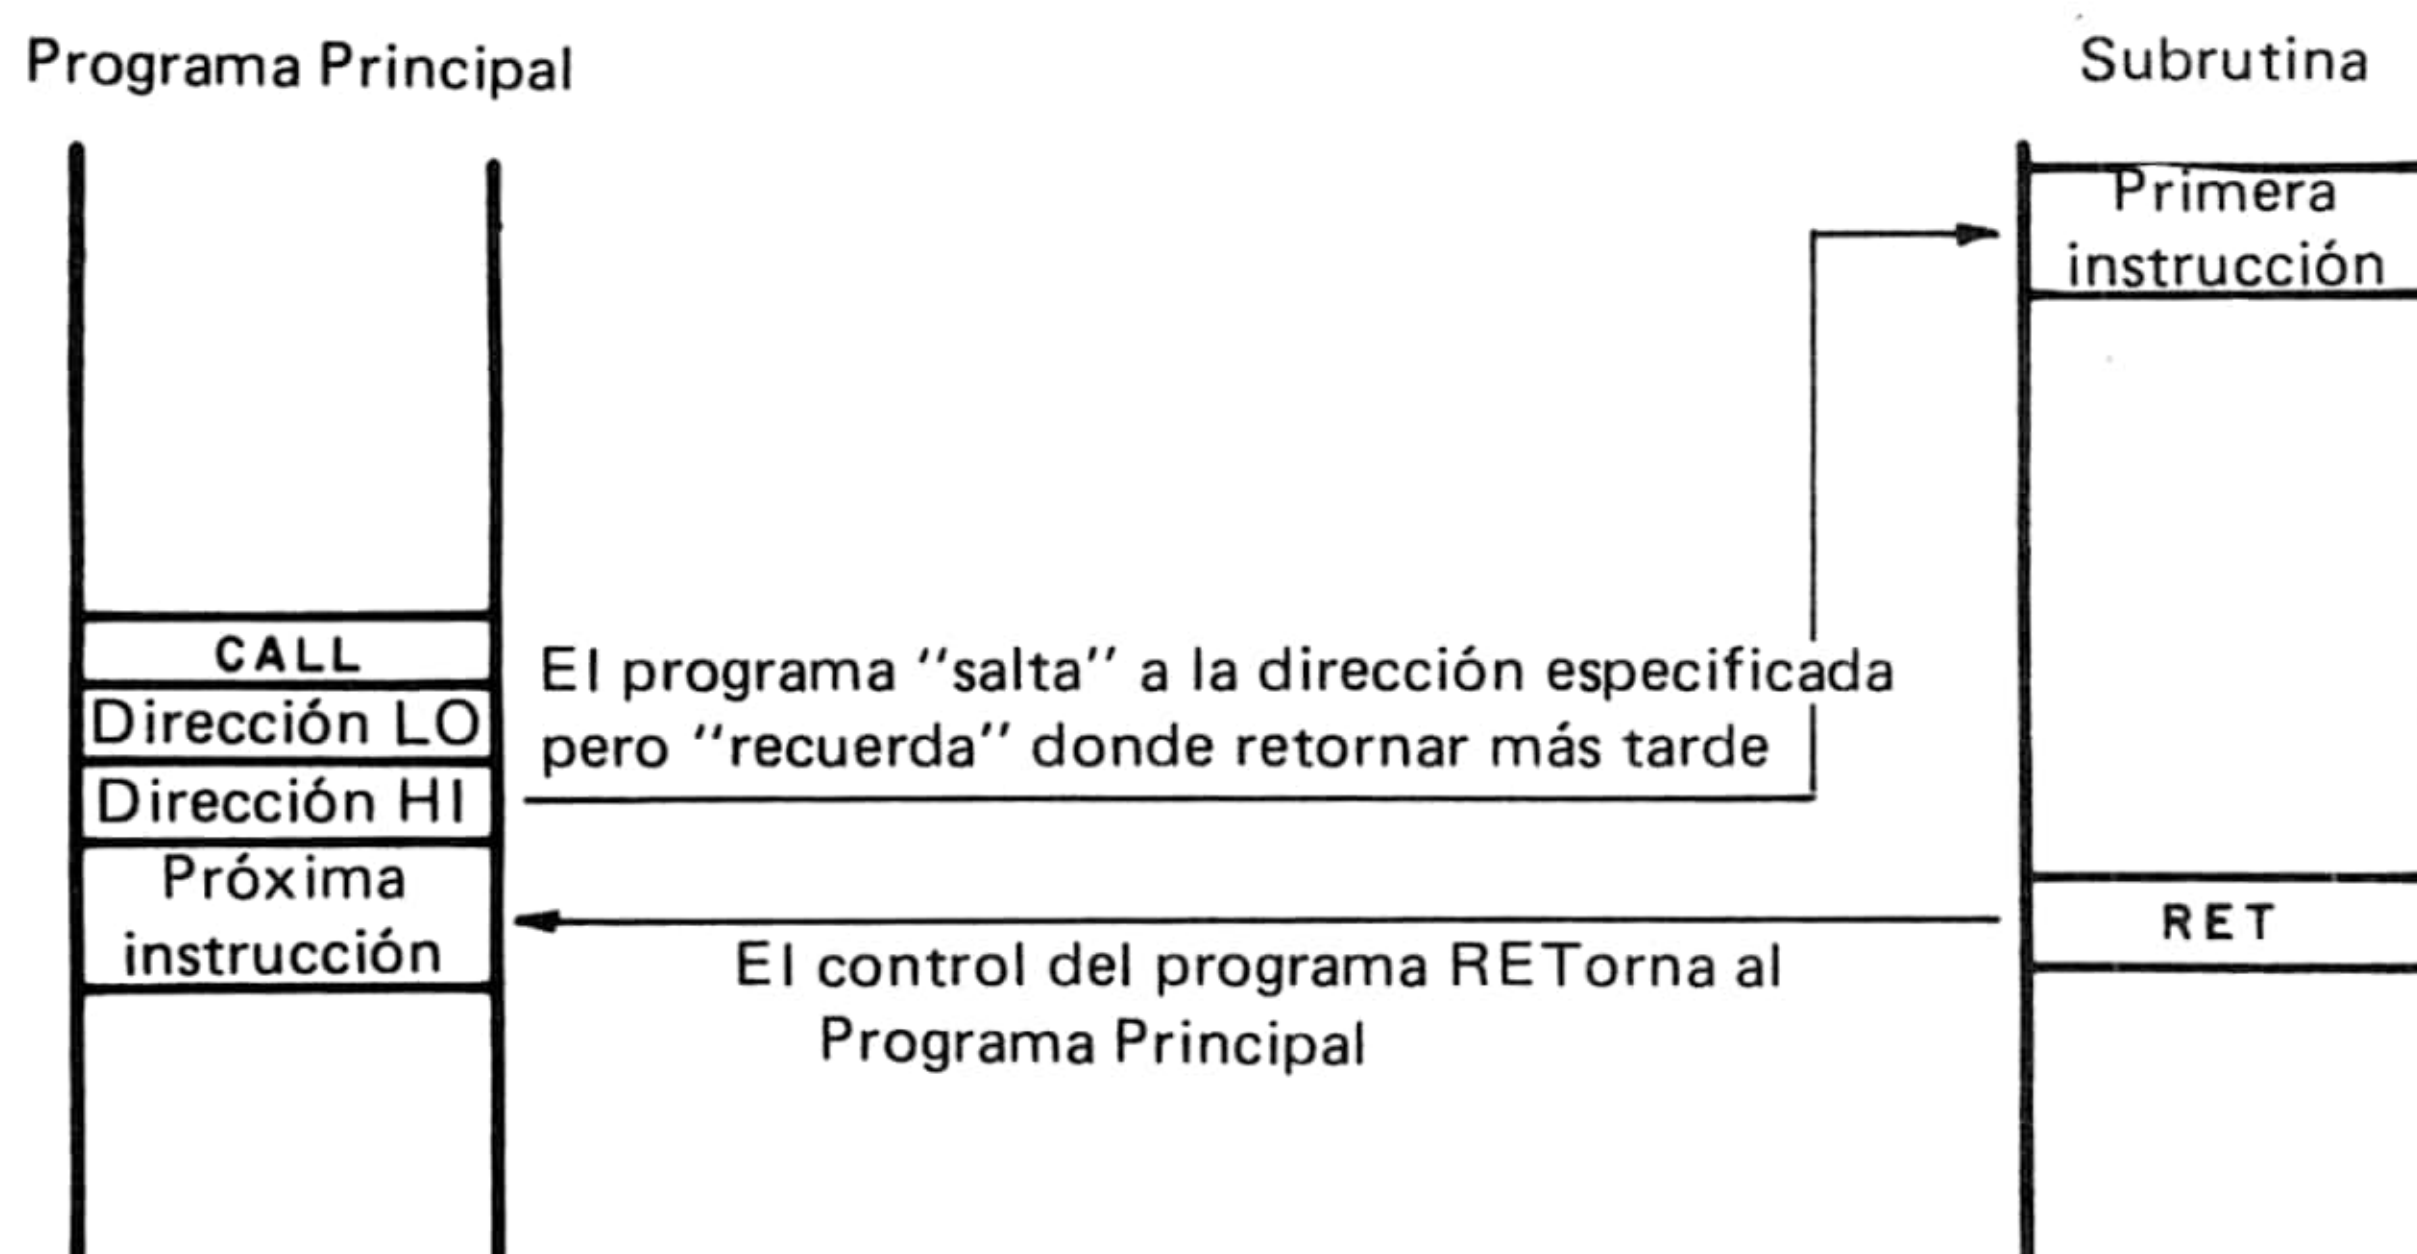 Programa Principal
Subrutina
Primera
instrucción
CALL
Dirección LO
Dirección HI
Próxima
instrucción
El programa "salta" a la dirección especificada
pero "recuerda" donde retornar más tarde
RET
El control del programa RETorna al
Programa Principal